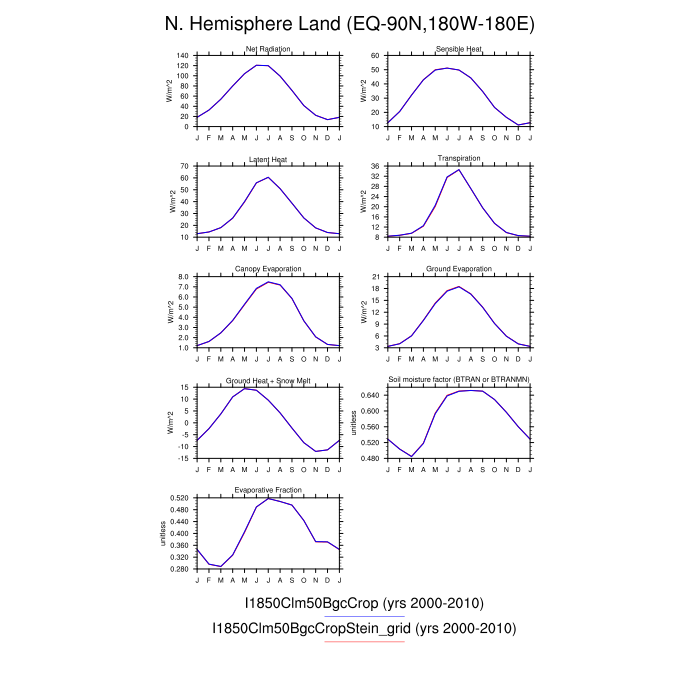 N. Hemisphere Land (EQ-90N,180W-180E)
Net Radiation
W/m^2
140
120
100
80
60
40
20
0
J F M A M J J A S O N D J
Sensible Heat
W/m^2
60
50
40
30
20
10
J F M A M J J A S O N D J
Latent Heat
W/m^2
70
60
50
40
30
20
10
J F M A M J J A S O N D J
Transpiration
W/m^2
36
32
28
24
20
16
12
8
J F M A M J J A S O N D J
Canopy Evaporation
W/m^2
8.0
7.0
6.0
5.0
4.0
3.0
2.0
1.0
J F M A M J J A S O N D J
Ground Evaporation
W/m^2
21
18
15
12
9
6
3
J F M A M J J A S O N D J
Ground Heat + Snow Melt
W/m^2
15
10
5
0
-5
-10
-15
J F M A M J J A S O N D J
Soil moisture factor (BTRAN or BTRANMN)
unitless
0.640
0.600
0.560
0.520
0.480
J F M A M J J A S O N D J
Evaporative Fraction
unitless
0.520
0.480
0.440
0.400
0.360
0.320
0.280
J F M A M J J A S O N D J
I1850Clm50BgcCrop (yrs 2000-2010)
I1850Clm50BgcCropStein_grid (yrs 2000-2010)